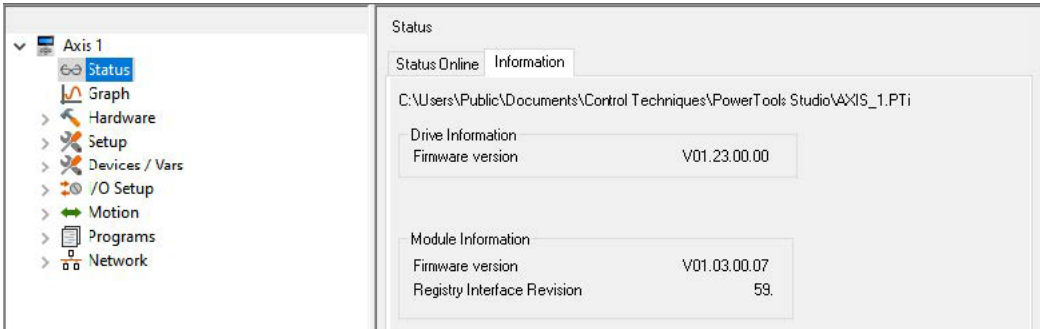 Axis 1
Status
Graph
Hardware
Setup
Devices / Vars
I/O Setup
Motion
Programs
Network
Status
Status Online Information
C:\Users\Public\Documents\Control Techniques\PowerTools Studio\AXIS_1.PTi
Drive Information
Firmware version V01.23.00.00
Module Information
Firmware version V01.03.00.07
Registry Interface Revision 59.